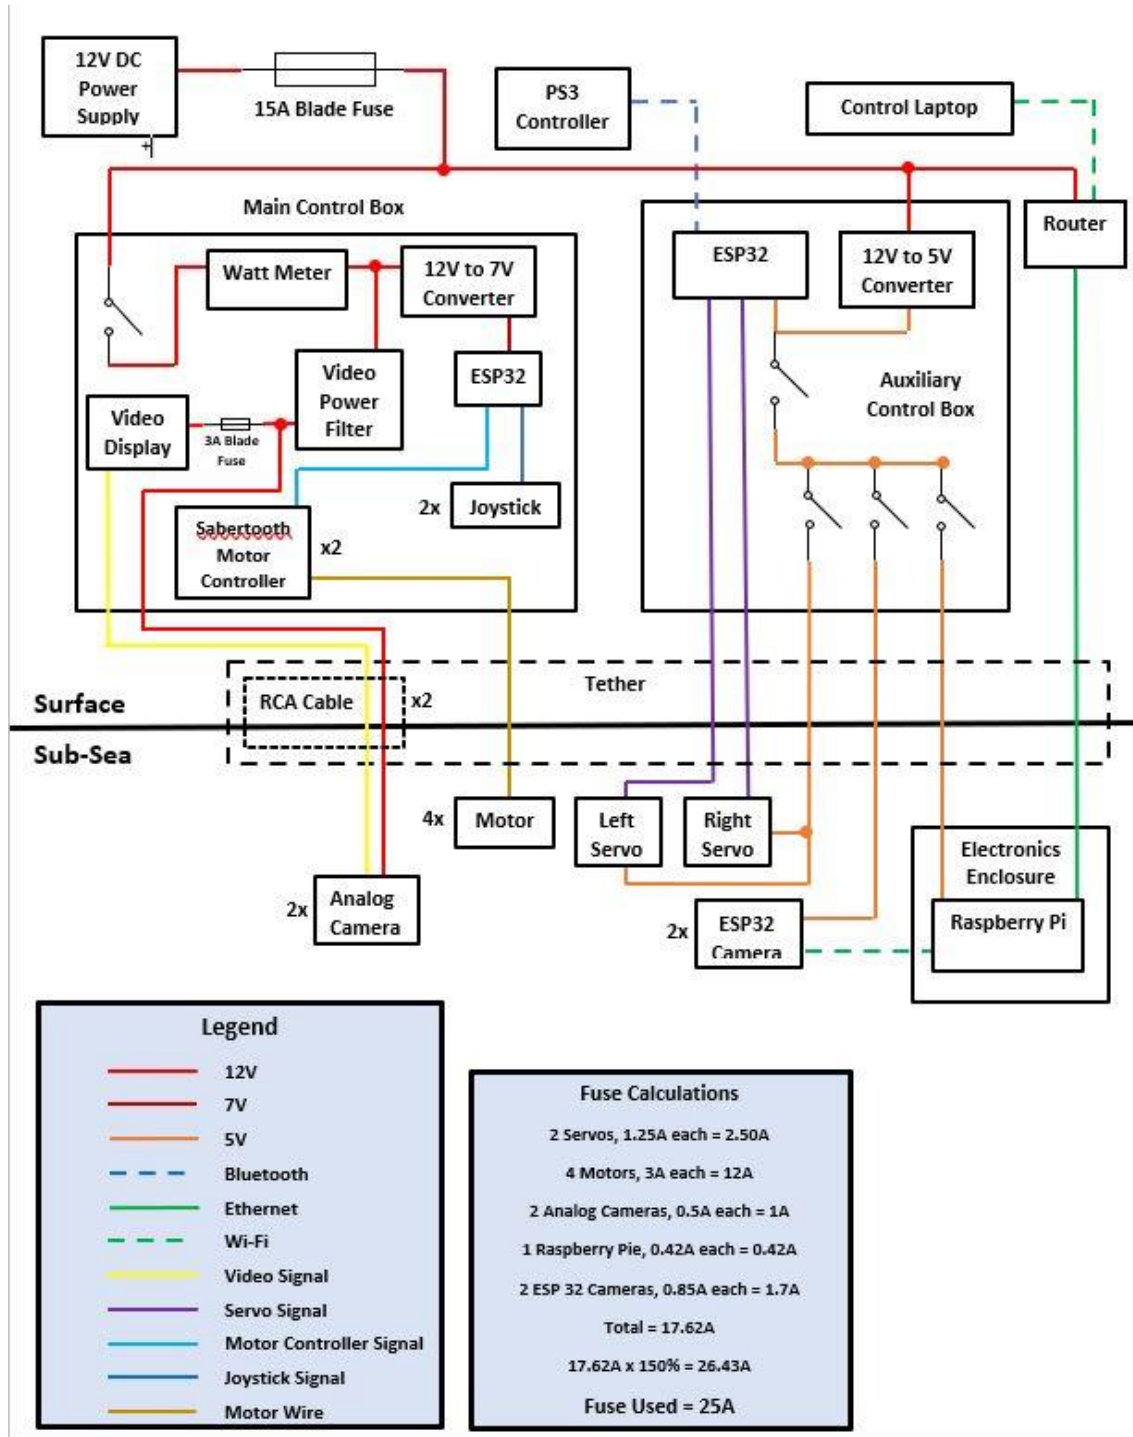 12V DC
Power
Supply
+
15A Blade Fuse
PS3
Controller
Control Laptop
Main Control Box
Router
Watt Meter
12V to 7V
Converter
ESP32
12V to 5V
Converter
Video
Power
Filter
ESP32
Auxiliary
Control Box
Video
Display
3A Blade
Fuse
2x
Joystick
Sabertooth
Motor
Controller
x2
Tether
RCA Cable
x2
Surface
Sub-Sea
4x
Motor
Left
Servo
Right
Servo
Electronics
Enclosure
2x
Analog
Camera
2x
ESP32
Camera
Raspberry Pi
Legend
12V
7V
5V
Bluetooth
Ethernet
Wi-Fi
Video Signal
Servo Signal
Motor Controller Signal
Joystick Signal
Motor Wire
Fuse Calculations
2 Servos, 1.25A each = 2.50A
4 Motors, 3A each = 12A
2 Analog Cameras, 0.5A each = 1A
1 Raspberry Pie, 0.42A each = 0.42A
2 ESP 32 Cameras, 0.85A each = 1.7A
Total = 17.62A
17.62A x 150% = 26.43A
Fuse Used = 25A